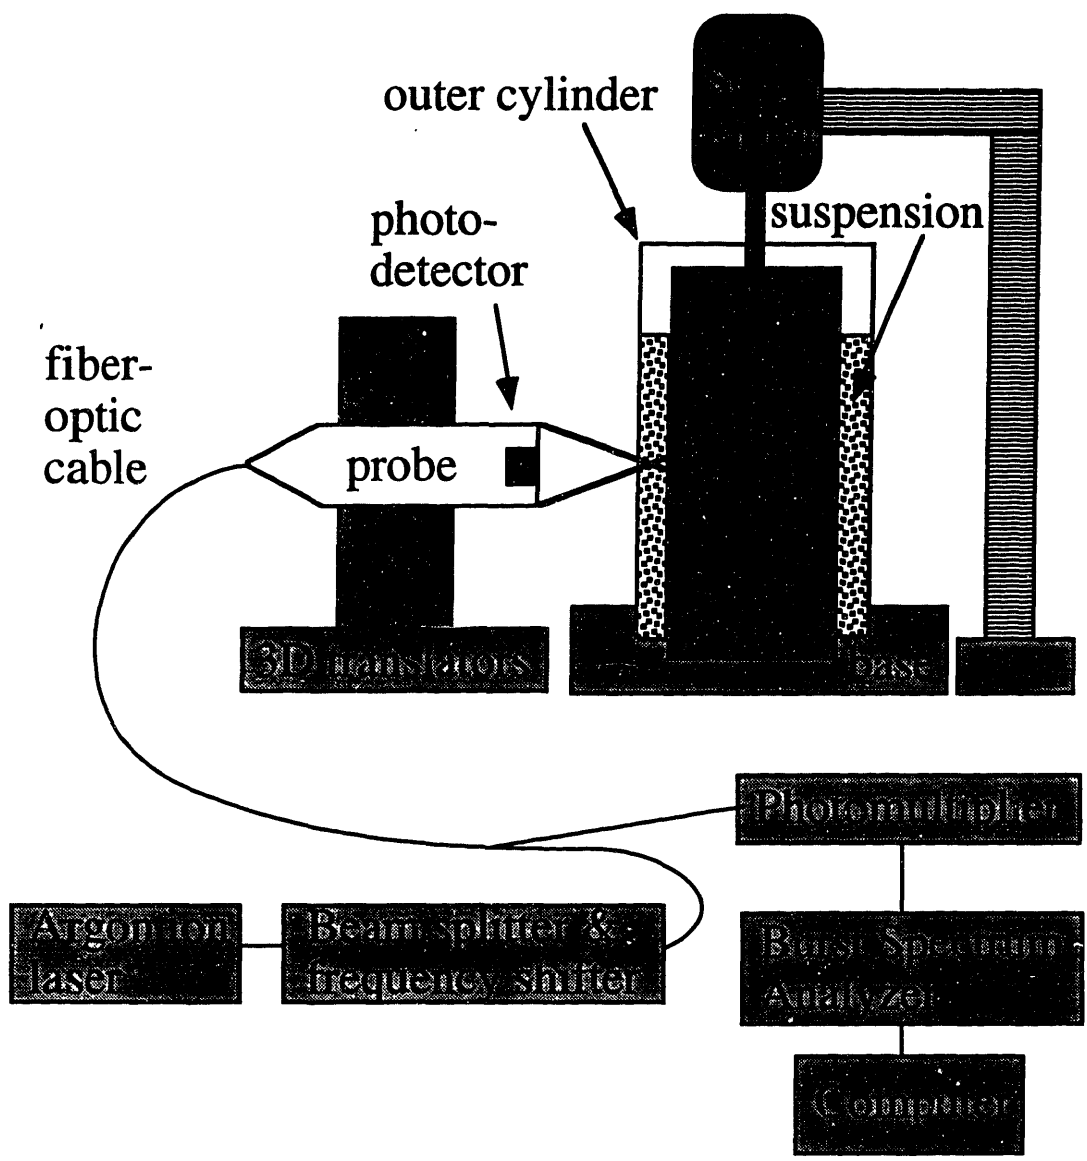 outer cylinder
photo-
detector
suspension
fiber-
optic
cable
probe
3D translators
base
Photomultiplier
Argon ion
laser
Beam splitter &
frequency shifter
Burst Spectrum
Analyzer
Computer